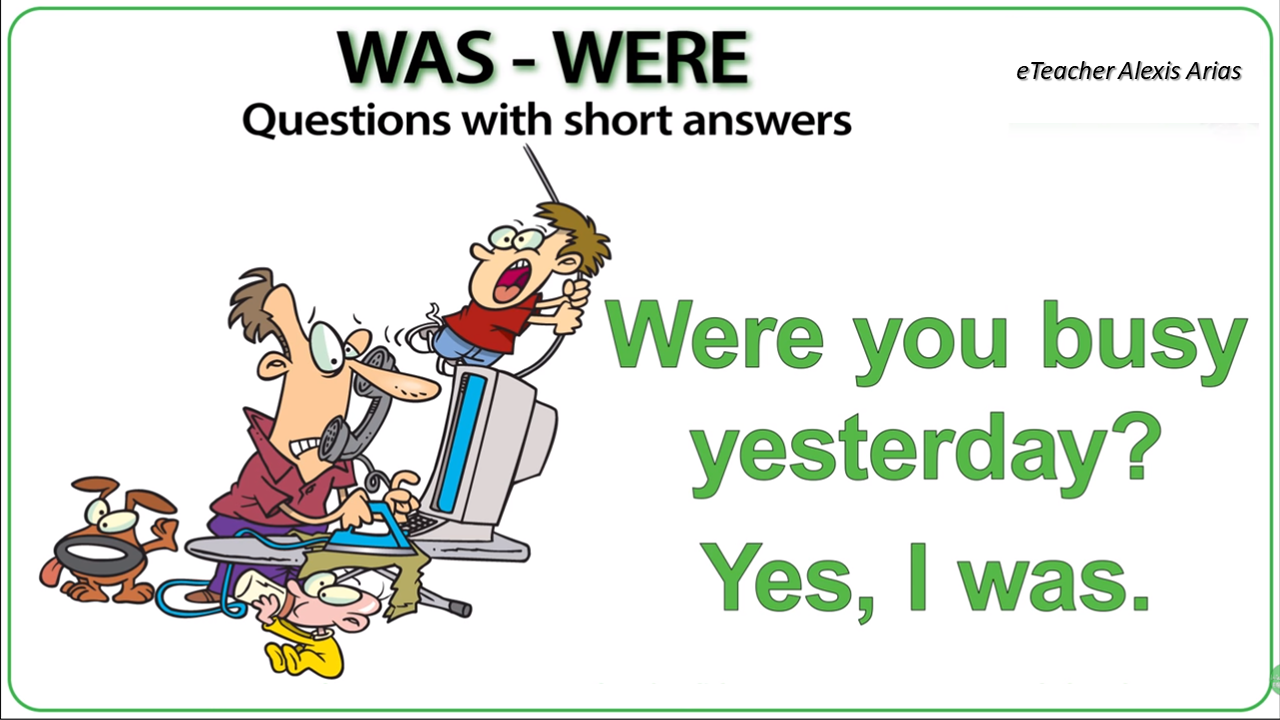 WAS - WERE
eTeacher Alexis Arias
Questions with short answers
Were you busy
yesterday?
Yes, I was.